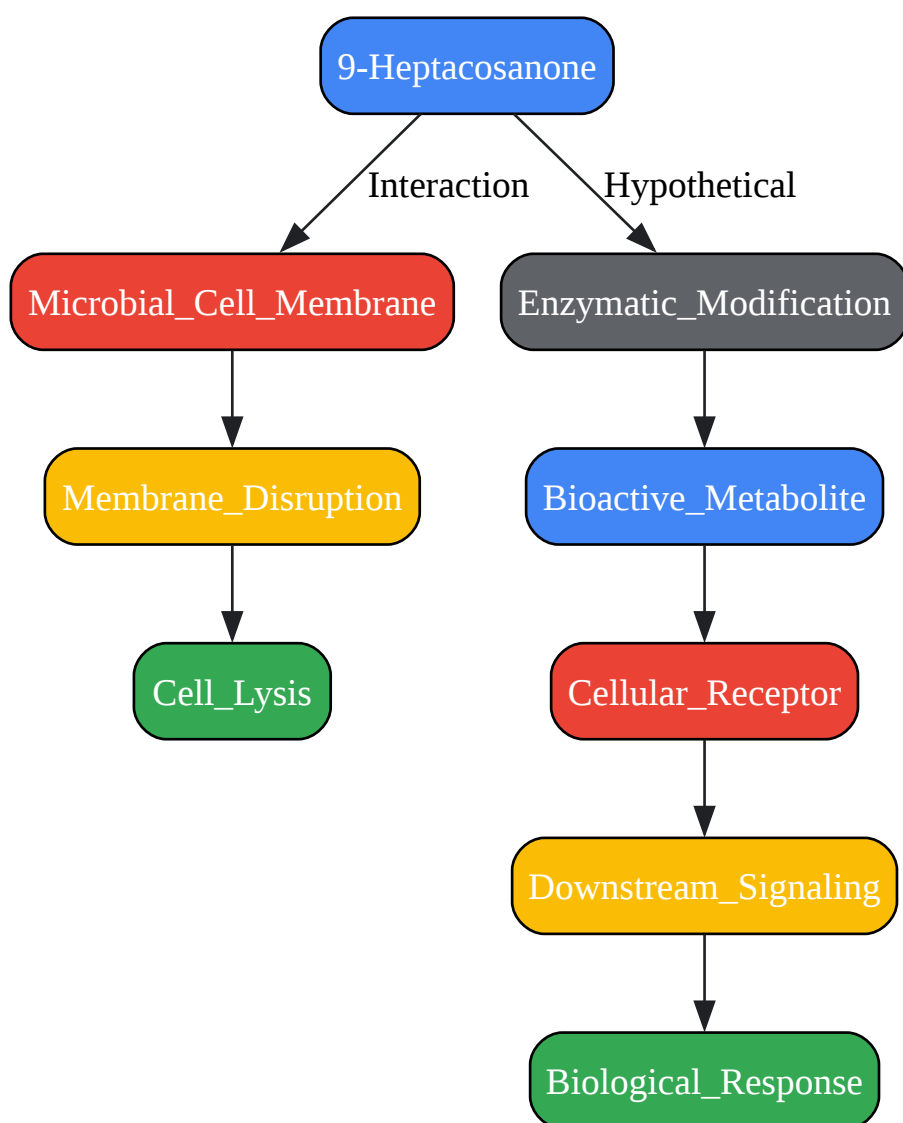 9-Heptacosanone
Interaction
Hypothetical
Microbial_Cell_Membrane
Enzymatic_Modification
Membrane_Disruption
Bioactive_Metabolite
Cell_Lysis
Cellular_Receptor
Downstream_Signaling
Biological_Response